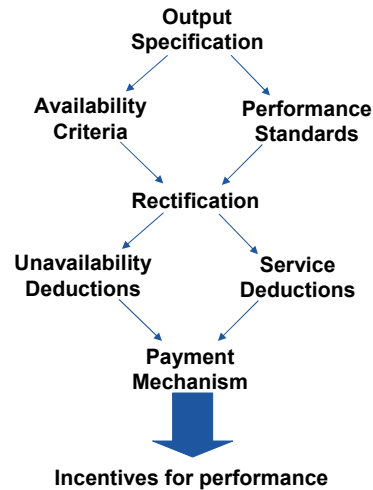 Output
Specification
Availability
Criteria
Performance
Standards
Rectification
Unavailability
Deductions
Service
Deductions
Payment
Mechanism
Incentives for performance